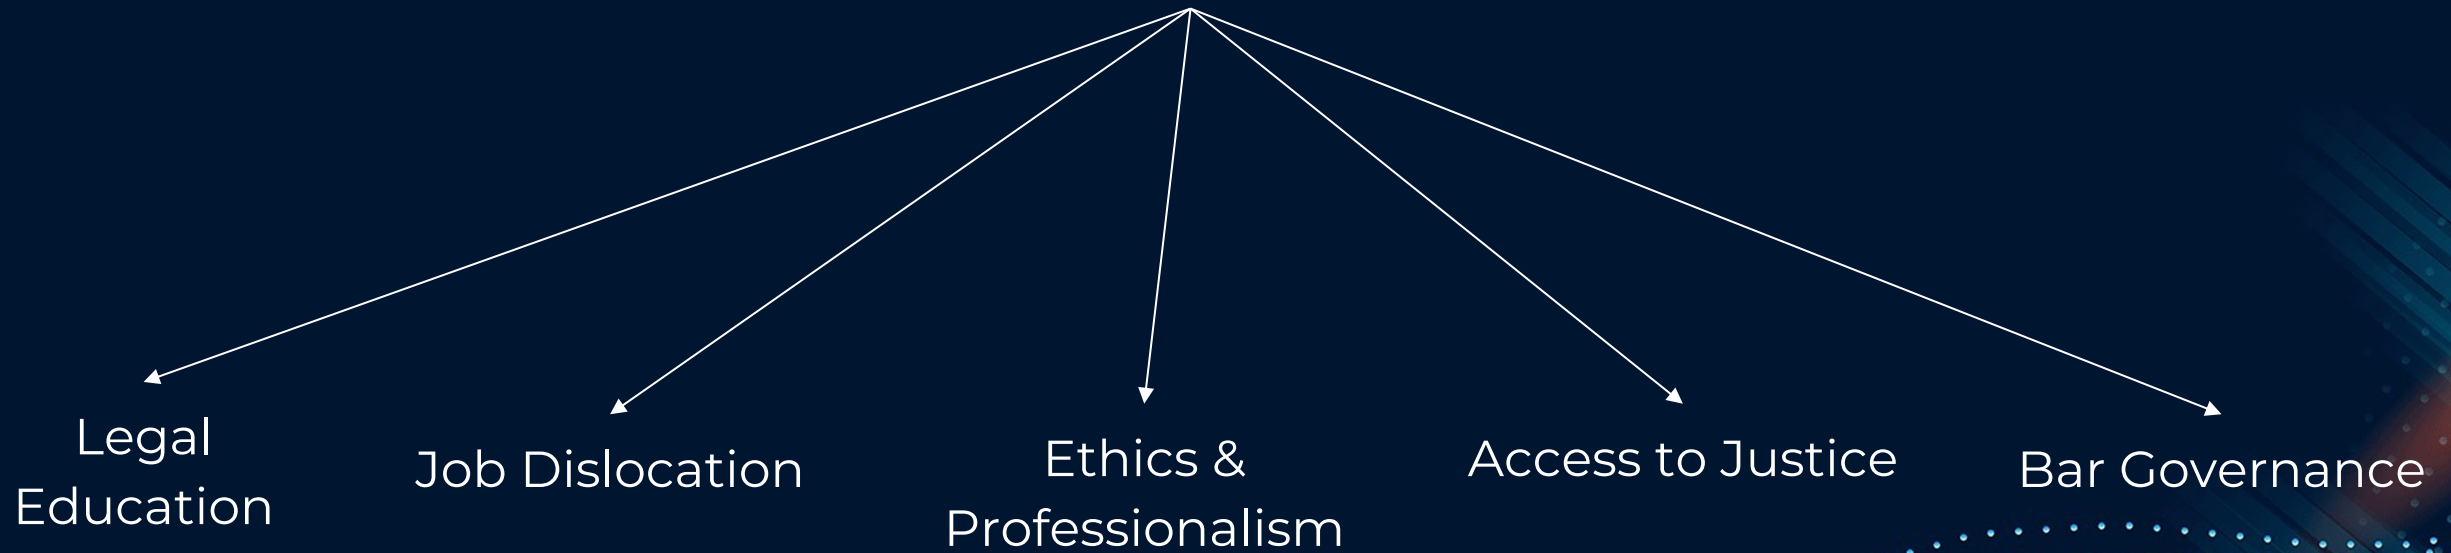 Legal
Education
Job Dislocation
Ethics &
Professionalism
Access to Justice
Bar Governance